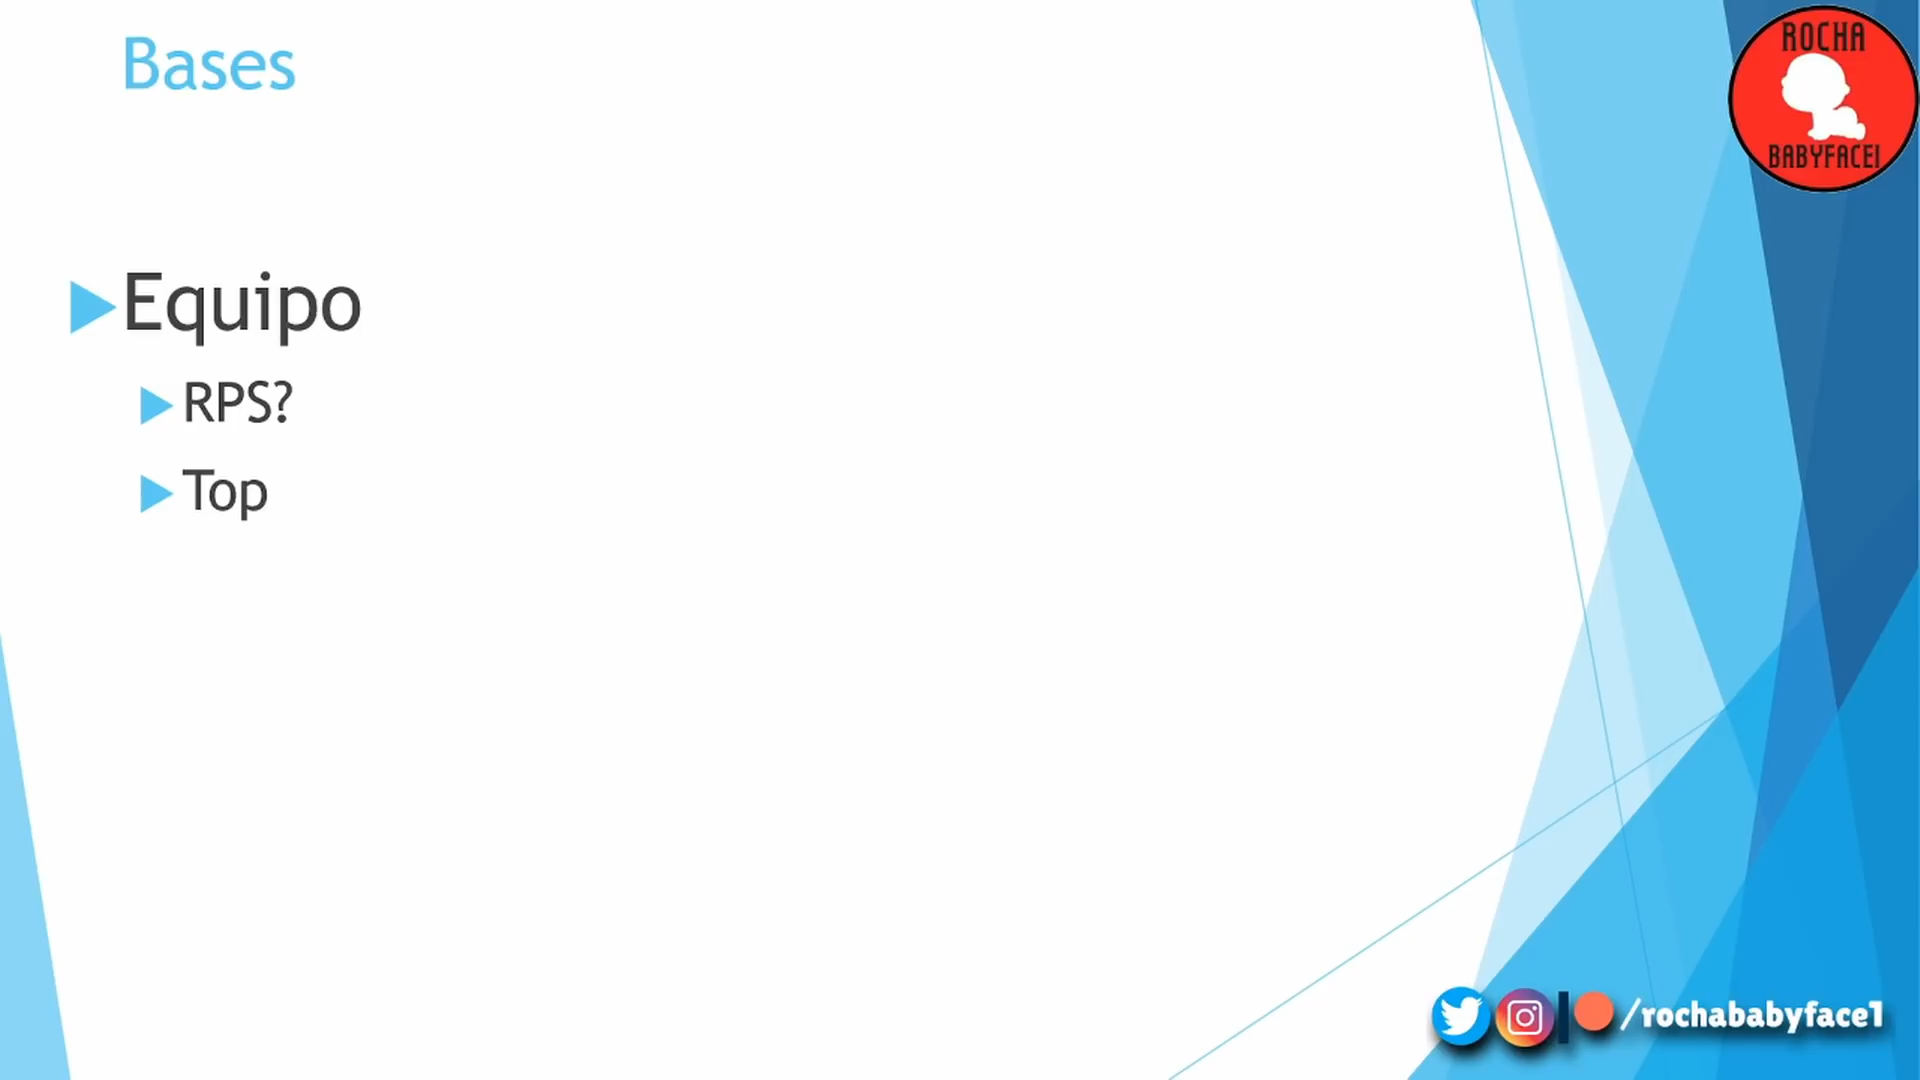 Bases
ROCHA
BABYFACE1
Equipo
RPS?
Top
/rochababyface1